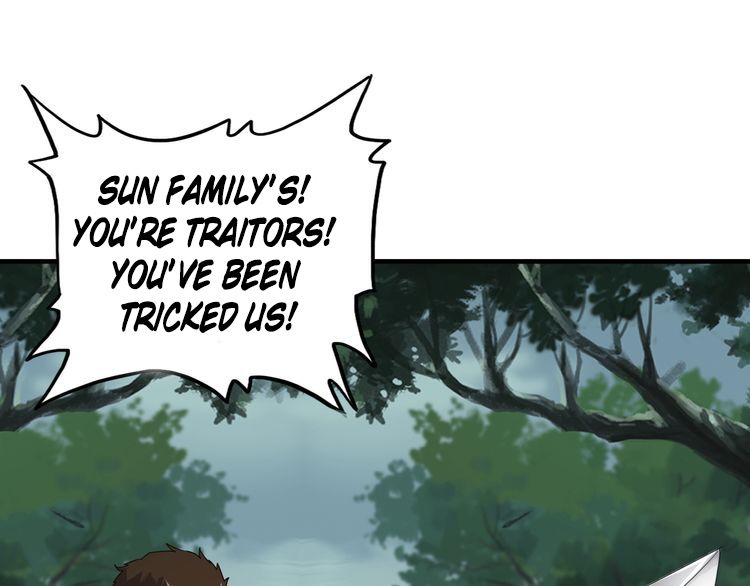 SUN FAMILY'S!
YOU'RE TRAITORS!
YOU'VE BEEN
TRICKED US!